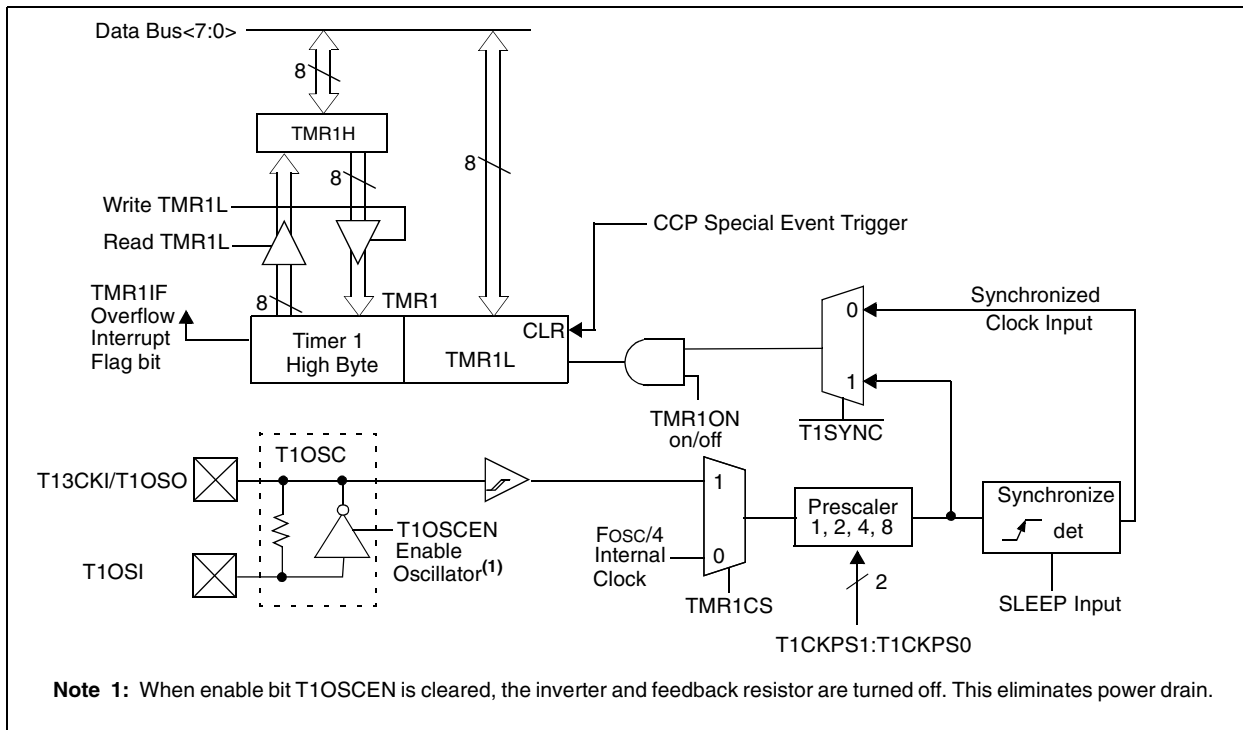 Data Bus<7:0>
8
TMR1H
8
8
Write TMR1L
Read TMR1L
CCP Special Event Trigger
8
TMR1
TMR1IF
Overflow
Interrupt
Flag bit
Timer 1
High Byte
TMR1L
CLR
0
1
Synchronized
Clock Input
TMR1ON
on/off
T1SYNC
T1OSC
T13CKI/T1OSO
T1OSI
T1OSCEN
Enable
Oscillator(1)
1
0
FOSC/4
Internal
Clock
TMR1CS
Prescaler
1, 2, 4, 8
2
T1CKPS1:T1CKPS0
Synchronize
det
SLEEP Input
Note 1: When enable bit T1OSCEN is cleared, the inverter and feedback resistor are turned off. This eliminates power drain.